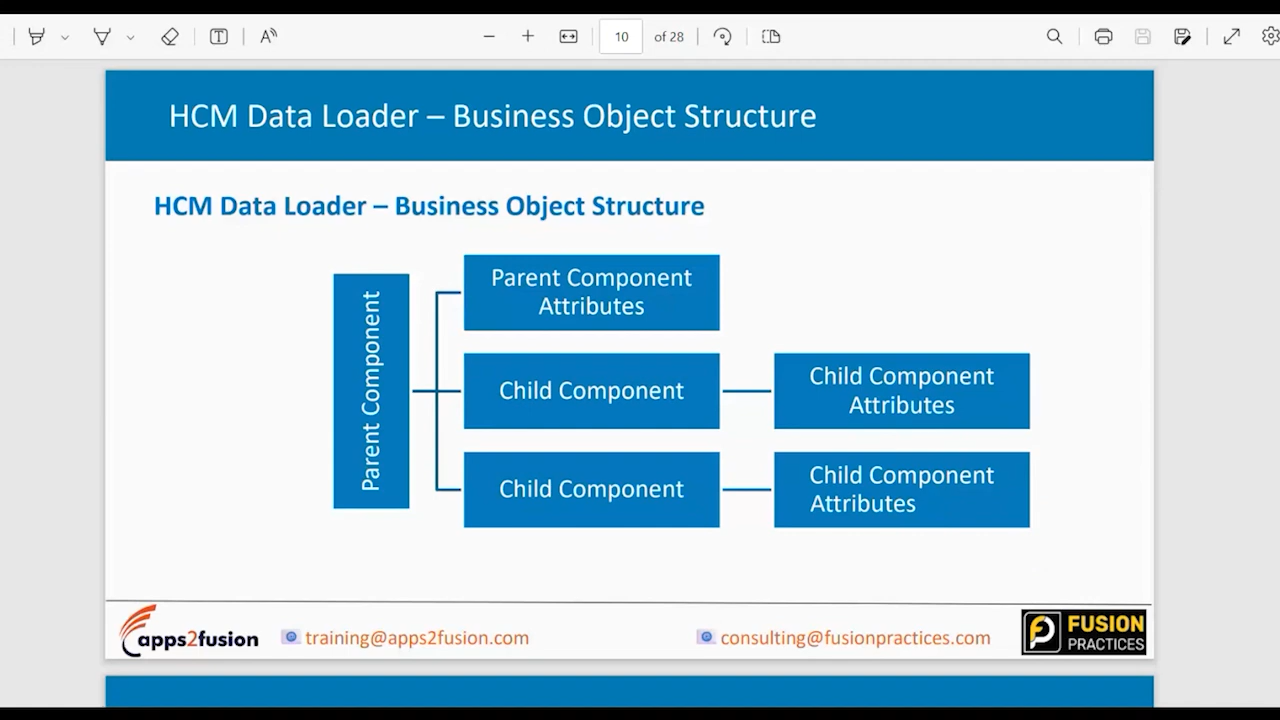 10 of 28
HCM Data Loader – Business Object Structure
HCM Data Loader – Business Object Structure
Parent Component
Parent Component
Attributes
Child Component
Child Component
Attributes
Child Component
Child Component
Attributes
apps2fusion
training@apps2fusion.com
consulting@fusionpractices.com
FUSION
PRACTICES